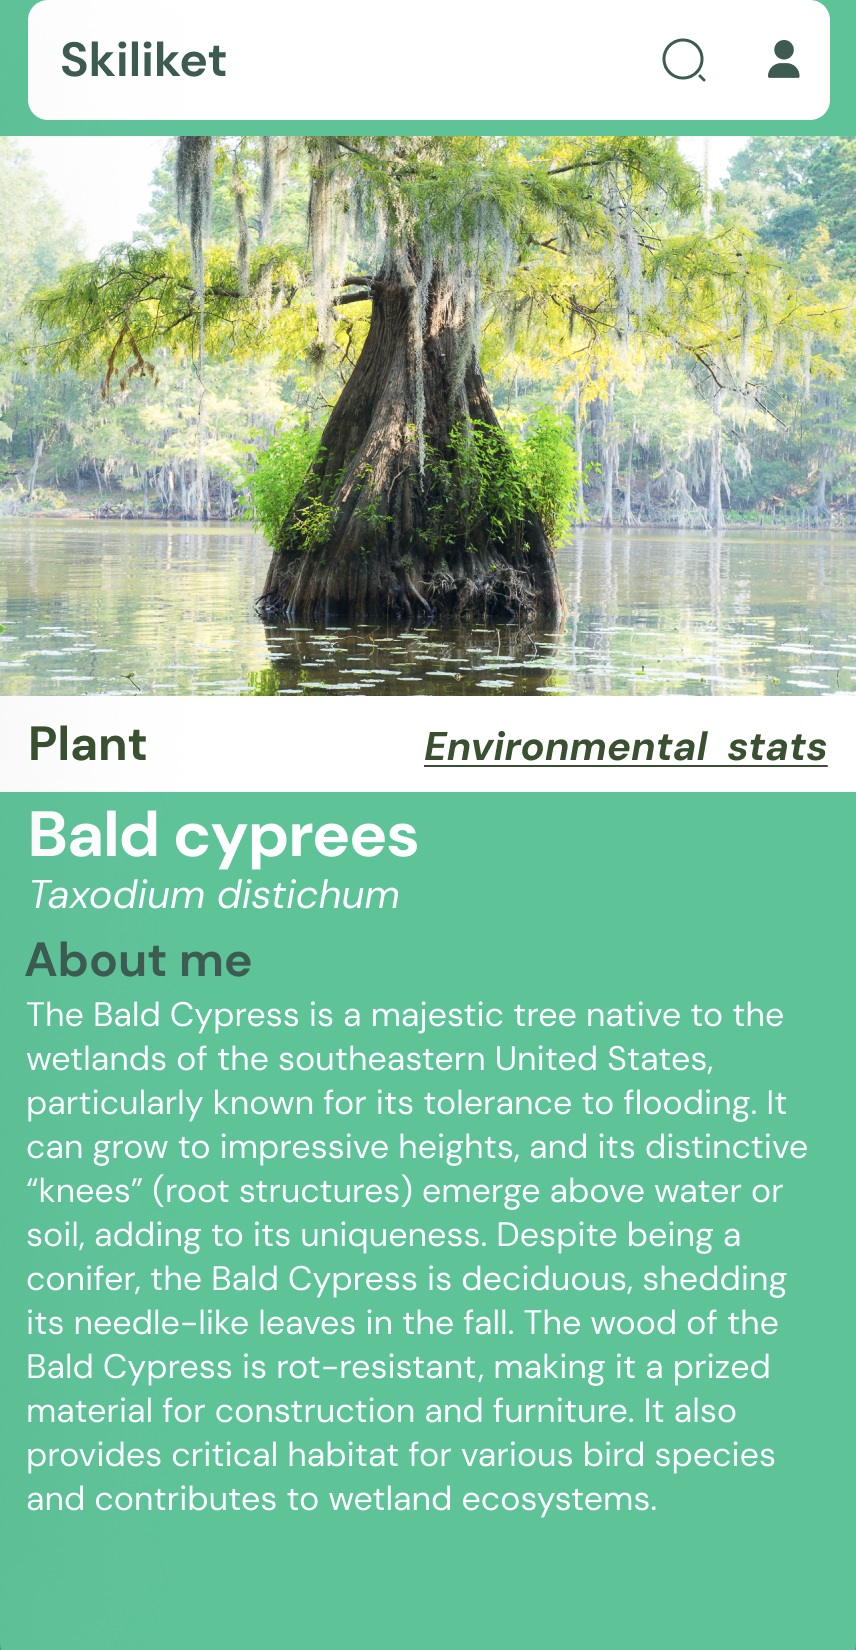 Skiliket
Plant
Environmental stats
Bald cyprees
Taxodium distichum
About me
The Bald Cypress is a majestic tree native to the
wetlands of the southeastern United States,
particularly known for its tolerance to flooding. It
can grow to impressive heights, and its distinctive
“knees” (root structures) emerge above water or
soil, adding to its uniqueness. Despite being a
conifer, the Bald Cypress is deciduous, shedding
its needle-like leaves in the fall. The wood of the
Bald Cypress is rot-resistant, making it a prized
material for construction and furniture. It also
provides critical habitat for various bird species
and contributes to wetland ecosystems.